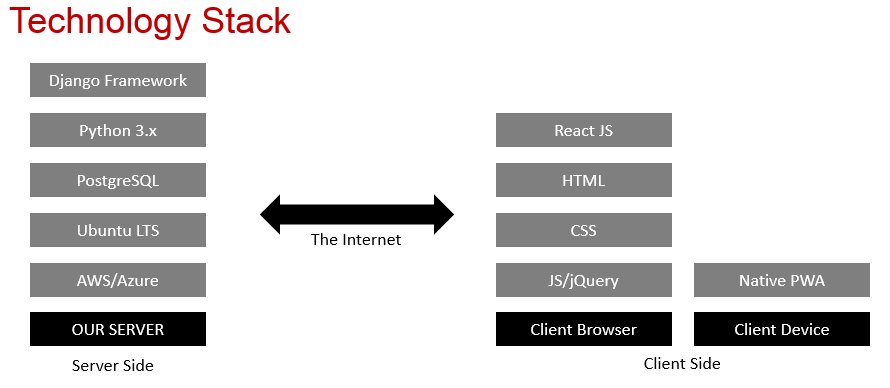 Technology Stack
Django Framework
Python 3.x
PostgreSQL
Ubuntu LTS
AWS/Azure
OUR SERVER
Server Side
The Internet
React JS
HTML
CSS
JS/jQuery
Client Browser
Native PWA
Client Device
Client Side